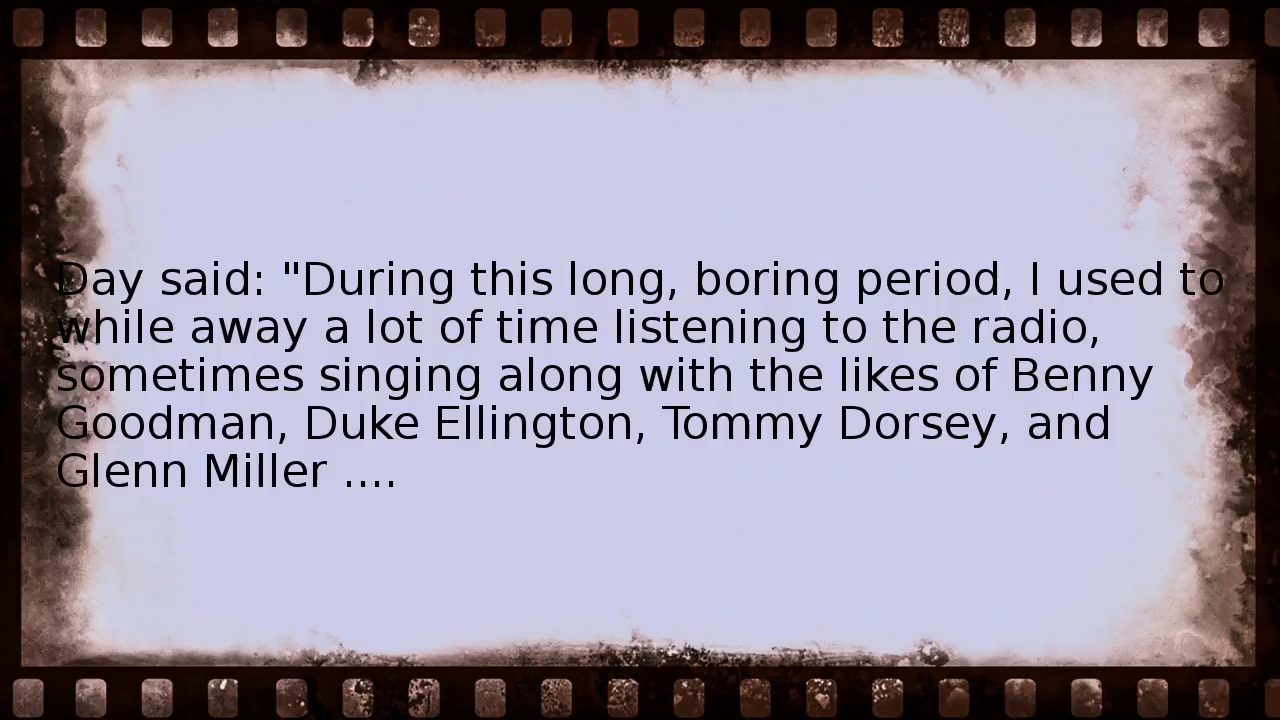 Day said: "During this long, boring period, I used to
while away a lot of time listening to the radio,
sometimes singing along with the likes of Benny
Goodman, Duke Ellington, Tommy Dorsey, and
Glenn Miller ....